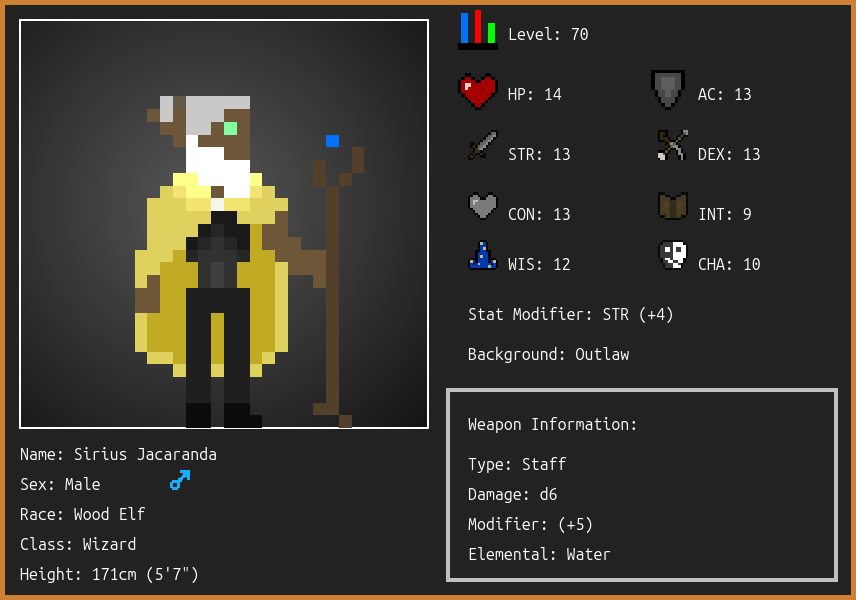 Level: 70
HP: 14
AC: 13
STR: 13
DEX: 13
CON: 13
INT: 9
WIS: 12
CHA: 10
Stat Modifier: STR (+4)
Background: Outlaw
Weapon Information:
Type: Staff
Damage: d6
Modifier: (+5)
Elemental: Water
Name: Sirius Jacaranda
Sex: Male
Race: Wood Elf
Class: Wizard
Height: 171cm (5'7")